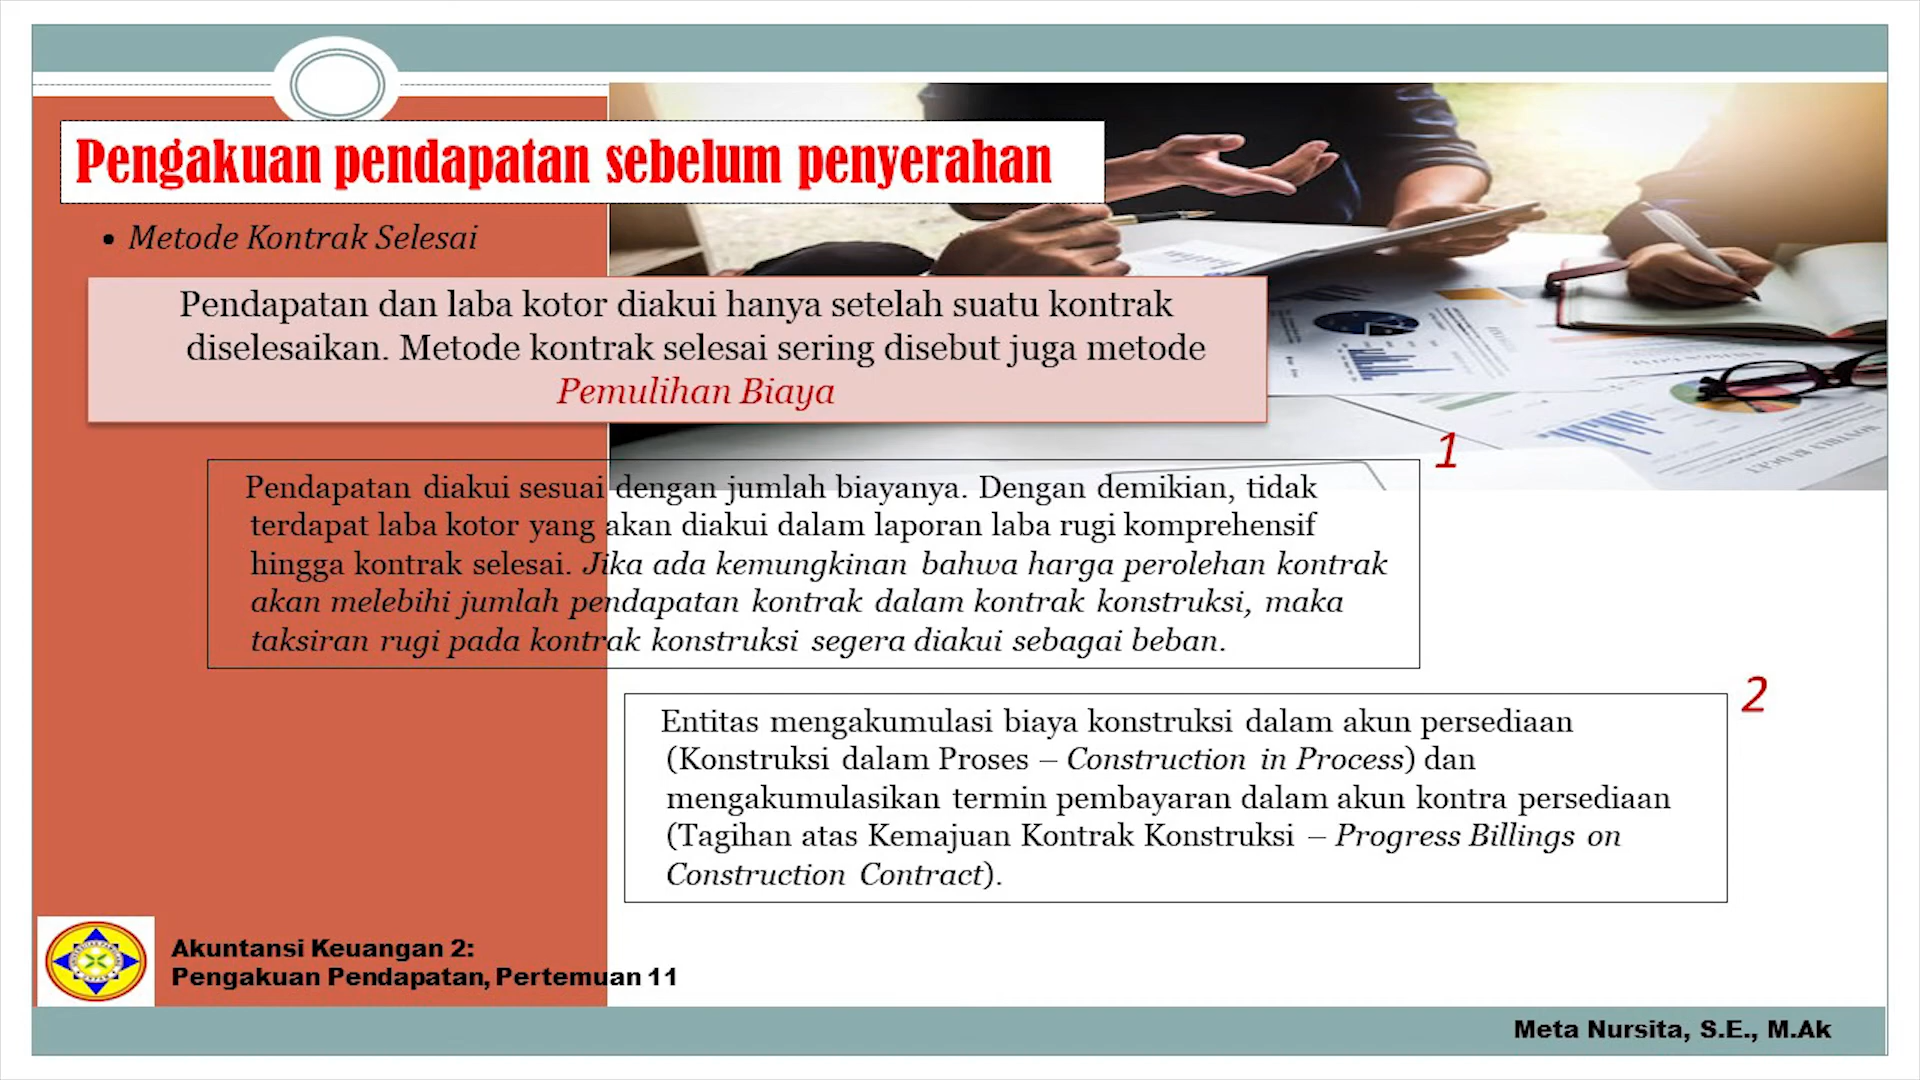 Pengakuan pendapatan sebelum penyerahan
• Metode Kontrak Selesai
Pendapatan dan laba kotor diakui hanya setelah suatu kontrak
diselesaikan. Metode kontrak selesai sering disebut juga metode
Pemulihan Biaya
1
Pendapatan diakui sesuai dengan jumlah biayanya. Dengan demikian, tidak
terdapat laba kotor yang akan diakui dalam laporan laba rugi komprehensif
hingga kontrak selesai. Jika ada kemungkinan bahwa harga perolehan kontrak
akan melebihi jumlah pendapatan kontrak dalam kontrak konstruksi, maka
taksiran rugi pada kontrak konstruksi segera diakui sebagai beban.
2
Entitas mengakumulasi biaya konstruksi dalam akun persediaan
(Konstruksi dalam Proses – Construction in Process) dan
mengakumulasikan termin pembayaran dalam akun kontra persediaan
(Tagihan atas Kemajuan Kontrak Konstruksi – Progress Billings on
Construction Contract).
Akuntansi Keuangan 2:
Pengakuan Pendapatan, Pertemuan 11
Meta Nursita, S.E., M.Ak